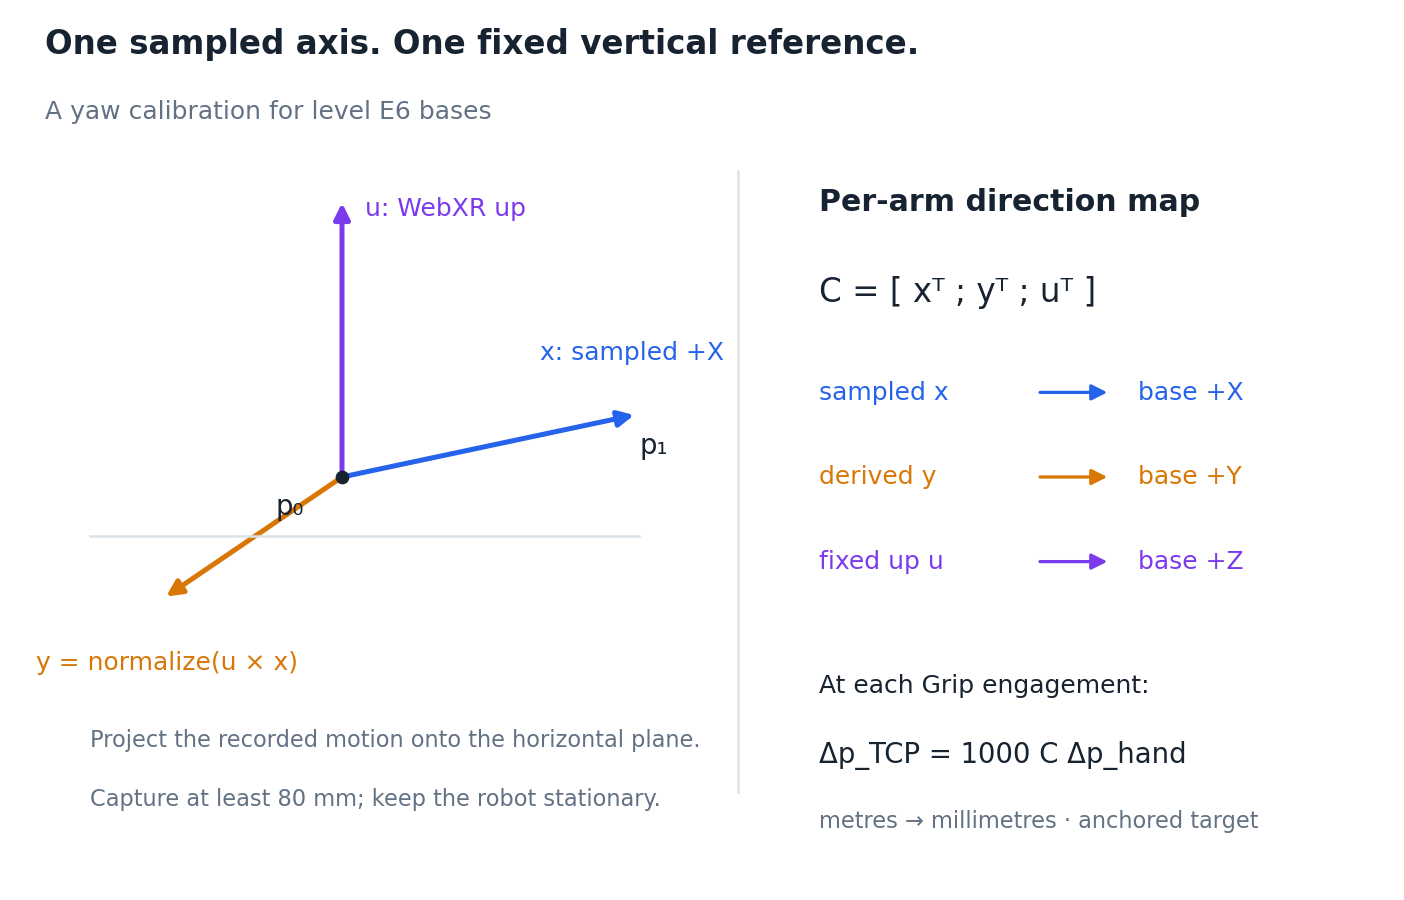 One sampled axis. One fixed vertical reference.
A yaw calibration for level E6 bases
u: WebXR up
x: sampled +X
p₁
p₀
y = normalize(u × x)
Project the recorded motion onto the horizontal plane.
Capture at least 80 mm; keep the robot stationary.
Per-arm direction map
C = [ xᵀ ; yᵀ ; uᵀ ]
sampled x → base +X
derived y → base +Y
fixed up u → base +Z
At each Grip engagement:
Δp_TCP = 1000 C Δp_hand
metres → millimetres · anchored target